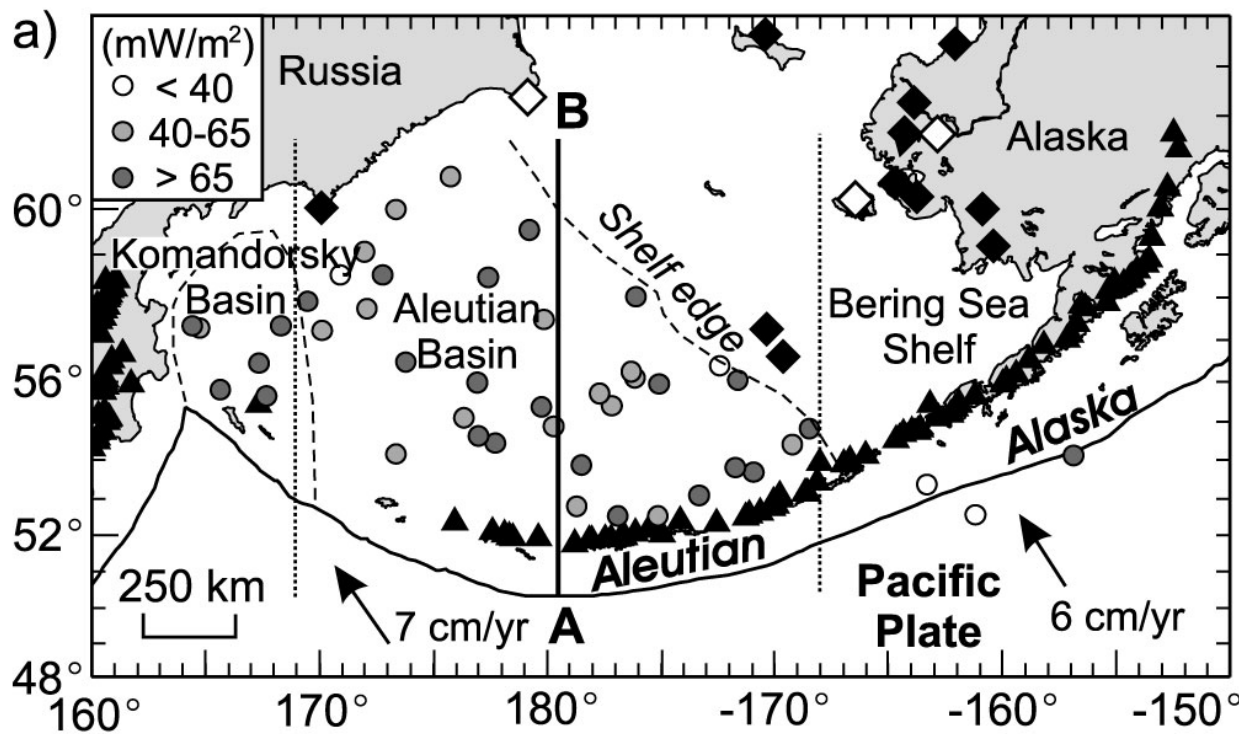 a)
(mW/m²)
< 40
40-65
> 65
Russia
B
Alaska
60°
Komandorsky
Basin
Shelf edge
Aleutian
Basin
Bering Sea
Shelf
56°
Alaska
52°
Aleutian
250 km
7 cm/yr
A
Pacific
Plate
6 cm/yr
48°
160° 170° 180° -170° -160° -150°